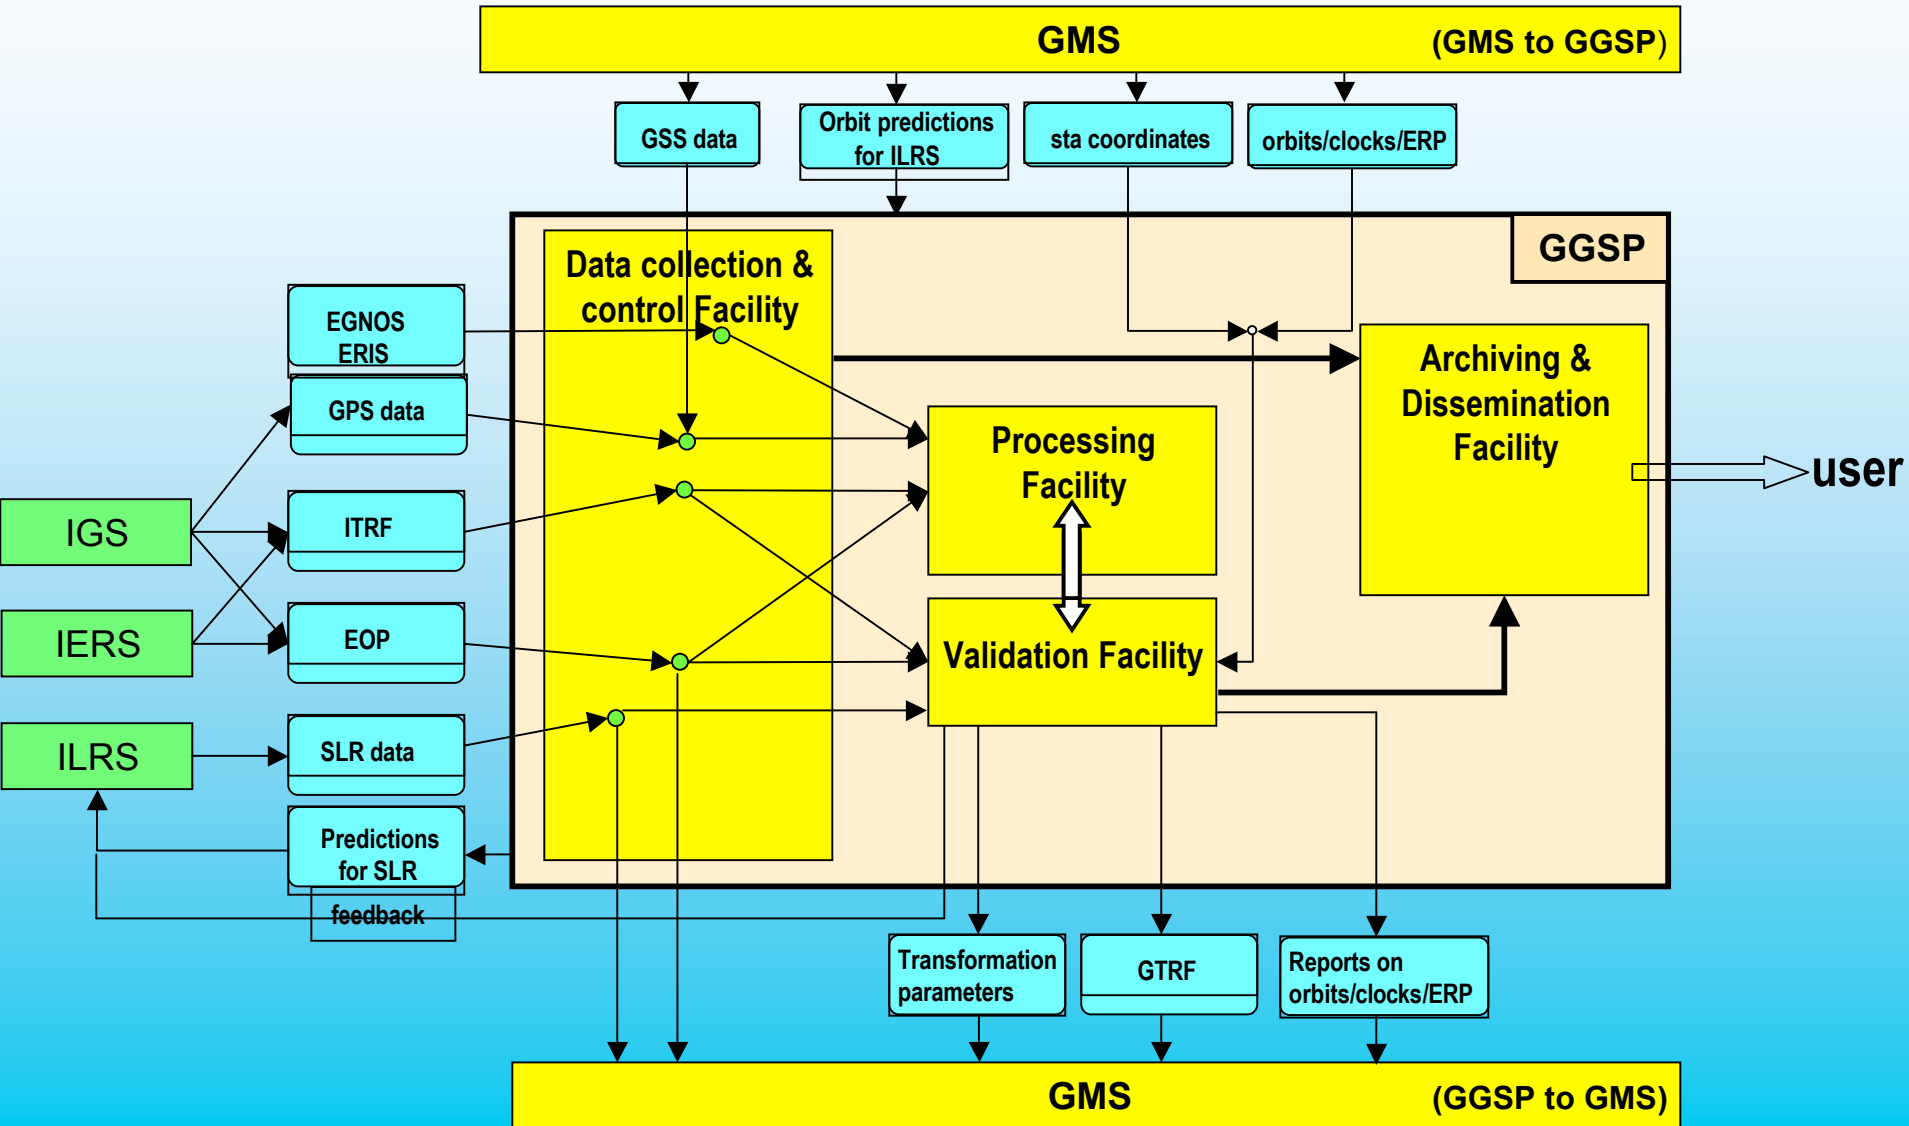 GMS (GMS to GGSP)
GSS data
Orbit predictions
for ILRS
sta coordinates
orbits/clocks/ERP
GGSP
Data collection &
control Facility
EGNOS
ERIS
GPS data
ITRF
EOP
SLR data
Predictions
for SLR
feedback
IGS
IERS
ILRS
Processing
Facility
Validation Facility
Archiving &
Dissemination
Facility
user
Transformation
parameters
GTRF
Reports on
orbits/clocks/ERP
GMS (GGSP to GMS)